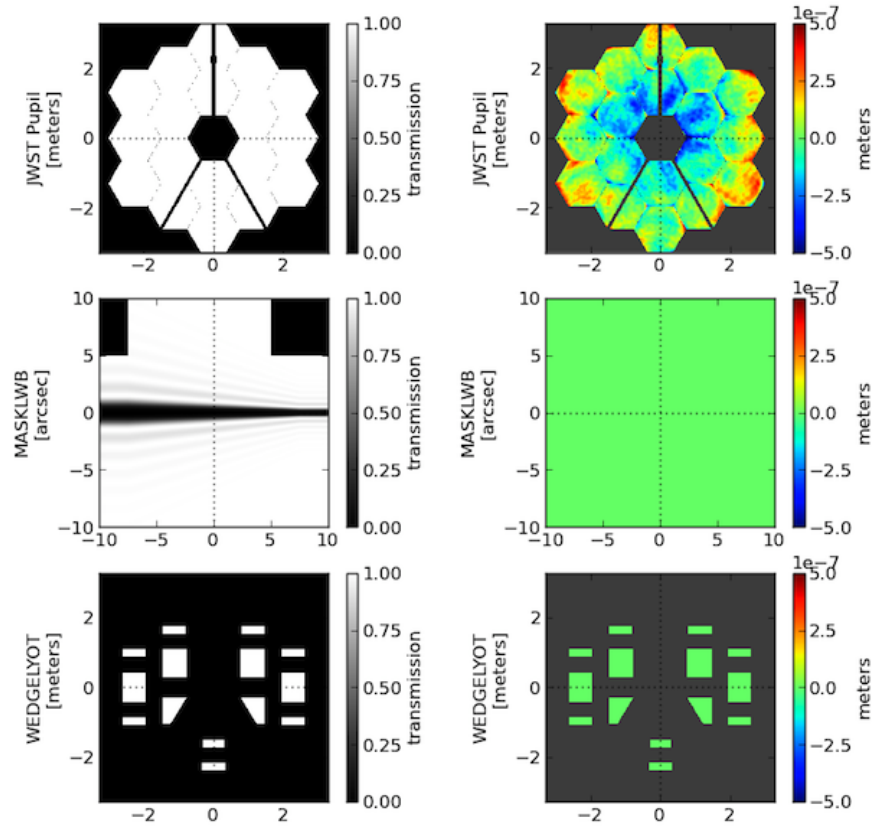 JWST Pupil
[meters]
2
0
−2
−2 0 2
1.00
0.75
0.50
0.25
0.00
transmission
1e-7
2
0
−2
−2 0 2
5.0
2.5
0.0
−2.5
−5.0
meters
MASKLWB
[arcsec]
10
5
0
−5
−10
−10 −5 0 5 10
1.00
0.75
0.50
0.25
0.00
transmission
MASKLWB
[arcsec]
1e-7
10
5
0
−5
−10
−10 −5 0 5 10
5.0
2.5
0.0
−2.5
−5.0
meters
WEDGELYOT
[meters]
2
0
−2
−2 0 2
1.00
0.75
0.50
0.25
0.00
transmission
WEDGELYOT
[meters]
1e-7
2
0
−2
−2 0 2
5.0
2.5
0.0
−2.5
−5.0
meters
JWST Pupil
[meters]